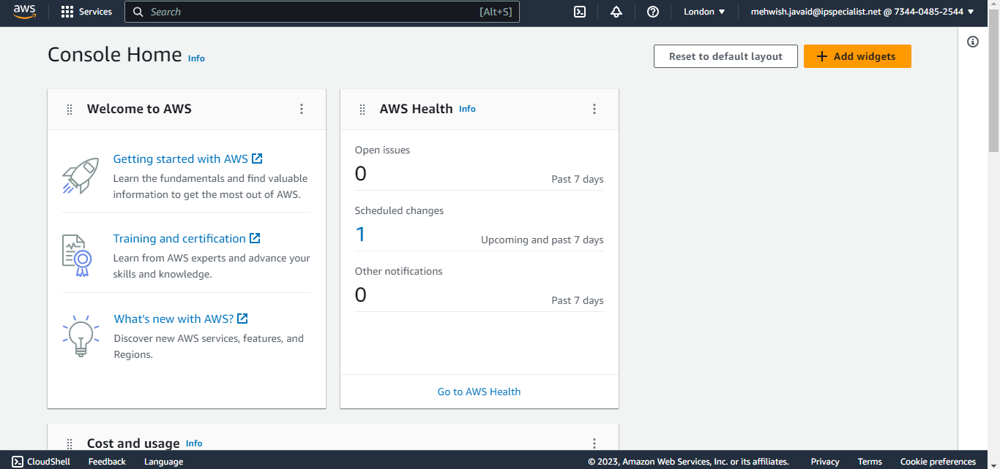 aws Services Search [Alt+S] London mehwish.javaid@ipspecialist.net @ 7344-0485-2544
Console Home Info
Reset to default layout
Add widgets
Welcome to AWS
Getting started with AWS
Learn the fundamentals and find valuable
information to get the most out of AWS.
Training and certification
Learn from AWS experts and advance your
skills and knowledge.
What's new with AWS?
Discover new AWS services, features, and
Regions.
AWS Health Info
Open issues
0 Past 7 days
Scheduled changes
1 Upcoming and past 7 days
Other notifications
0 Past 7 days
Go to AWS Health
Cost and usage Info
CloudShell Feedback Language © 2023, Amazon Web Services, Inc. or its affiliates. Privacy Terms Cookie preferences